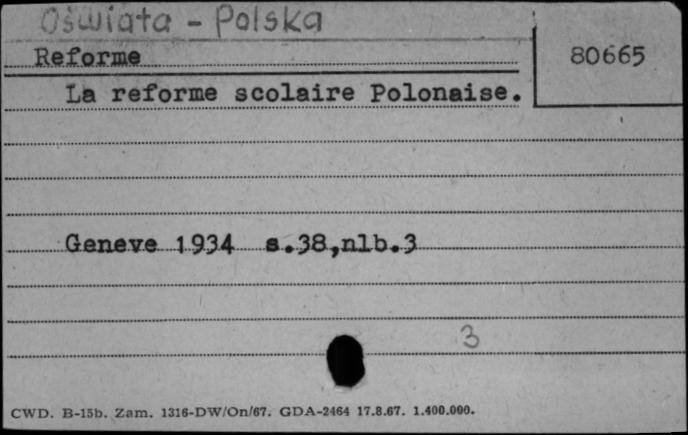 Oświata - Polska
Reforme
80665
La reforme scolaire Polonaise.
Geneve 1934 s.38,nlb.3
3
CWD. B-15b. Zam. 1316-DW/On/67. GDA-2464 17.8.67. 1.400.000.